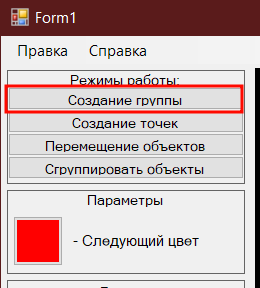 Form1
Правка Справка
Режимы работы:
Создание группы
Создание точек
Перемещение объектов
Сгруппировать объекты
Параметры
- Следующий цвет